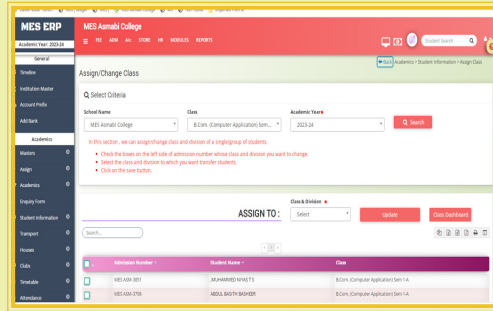 MES ERP
MES Asmabi College
Academic Year: 2023-24
FEE ADM A/c STORE HR MODULES REPORTS
Student Search
General
Back Academics > Student Information > Assign Class
Timeline
Assign/Change Class
Institution Master
Select Criteria
Account Prefix
School Name Class Academic Year
Add Bank
MES Asmabi College B.Com. (Computer Application) Sem... 2023-24 Search
Academics
In this section , we can assign/change class and division of a single/group of students.
Masters
Check the boxes on the left side of admission number whose class and division you want to change.
Assign
Select the class and division to which you want transfer students.
Academics
Click on the save button.
Enquiry Form
Student Information
Class & Division
Transport
ASSIGN TO : Select Update Class Dashboard
Houses
Search...
Clubs
Timetable
Admission Number Student Name Class
Attendance
MES-ASM-3851 JMUHAMMED NIYAS T S B.Com. (Computer Application) Sem 1-A
MES-ASM-3798 ABDUL BASITH BASHEER B.Com. (Computer Application) Sem 1-A